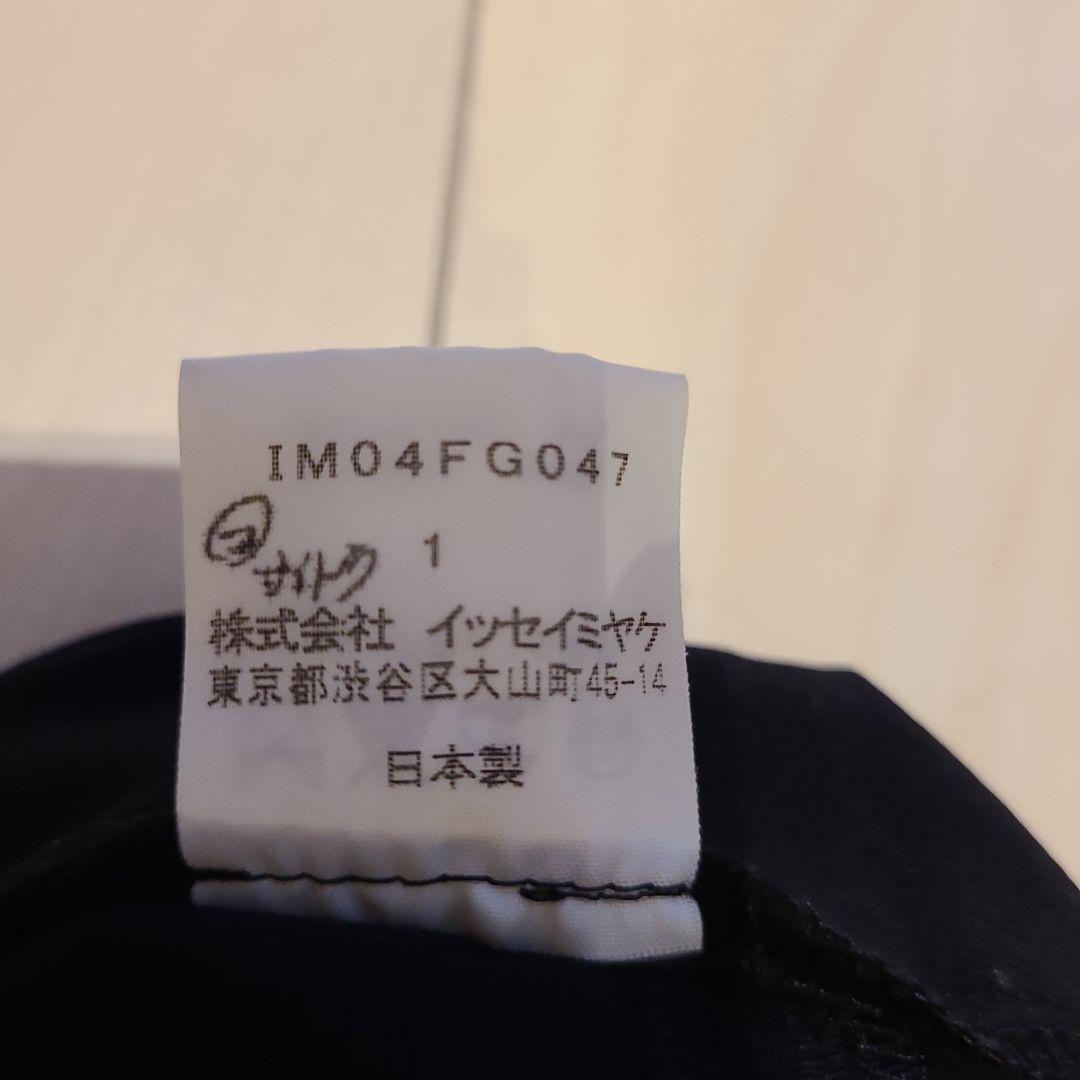 IM04FG047
サイトウ 1
株式会社 イッセイミヤケ
東京都渋谷区大山町45-14
日本製